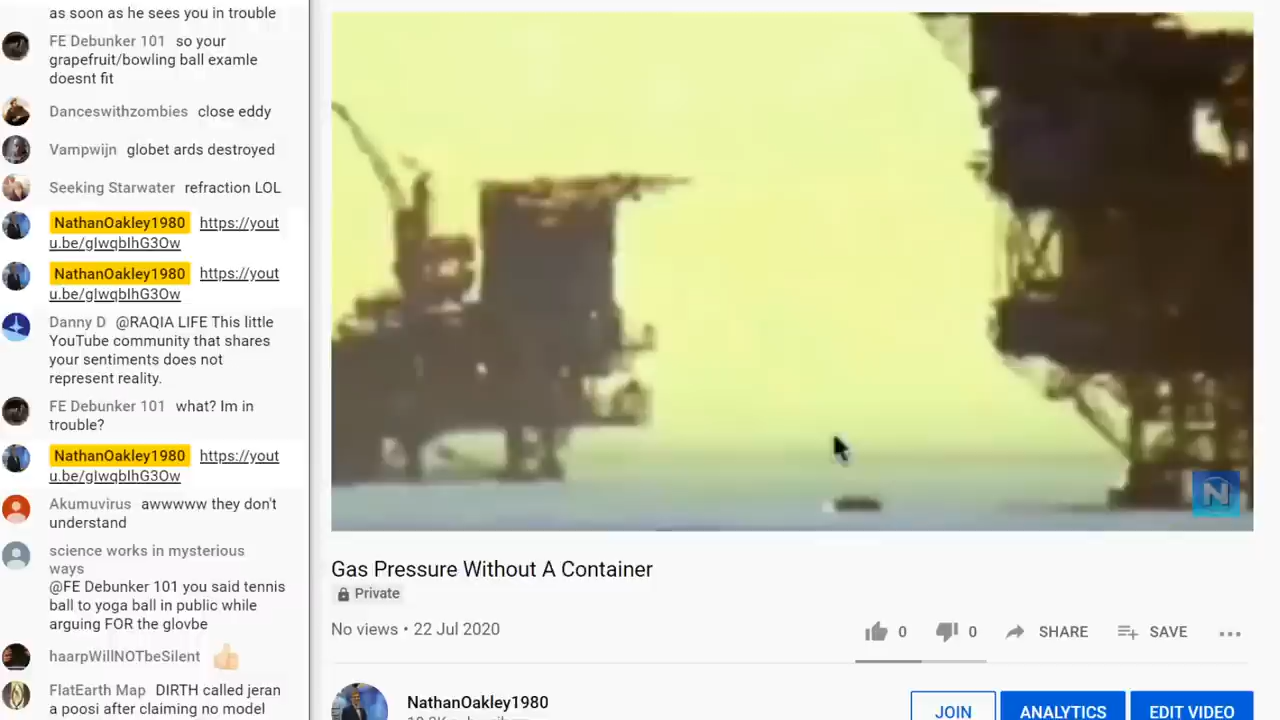 as soon as he sees you in trouble
FE Debunker 101 so your
grapefruit/bowling ball examle
doesnt fit
Danceswithzombies close eddy
Vampwijn globet ards destroyed
Seeking Starwater refraction LOL
NathanOakley1980 https://yout
u.be/gIwqbIhG3Ow
NathanOakley1980 https://yout
u.be/gIwqbIhG3Ow
Danny D @RAQIA LIFE This little
YouTube community that shares
your sentiments does not
represent reality.
FE Debunker 101 what? Im in
trouble?
NathanOakley1980 https://yout
u.be/gIwqbIhG3Ow
Akumuvirus awwwww they don't
understand
science works in mysterious
ways
@FE Debunker 101 you said tennis
ball to yoga ball in public while
arguing FOR the glovbe
haarpWillNOTbeSilent
FlatEarth Map DIRTH called jeran
a poosi after claiming no model
N
Gas Pressure Without A Container
Private
No views • 22 Jul 2020
0
0
SHARE
SAVE
NathanOakley1980
JOIN
ANALYTICS
EDIT VIDEO